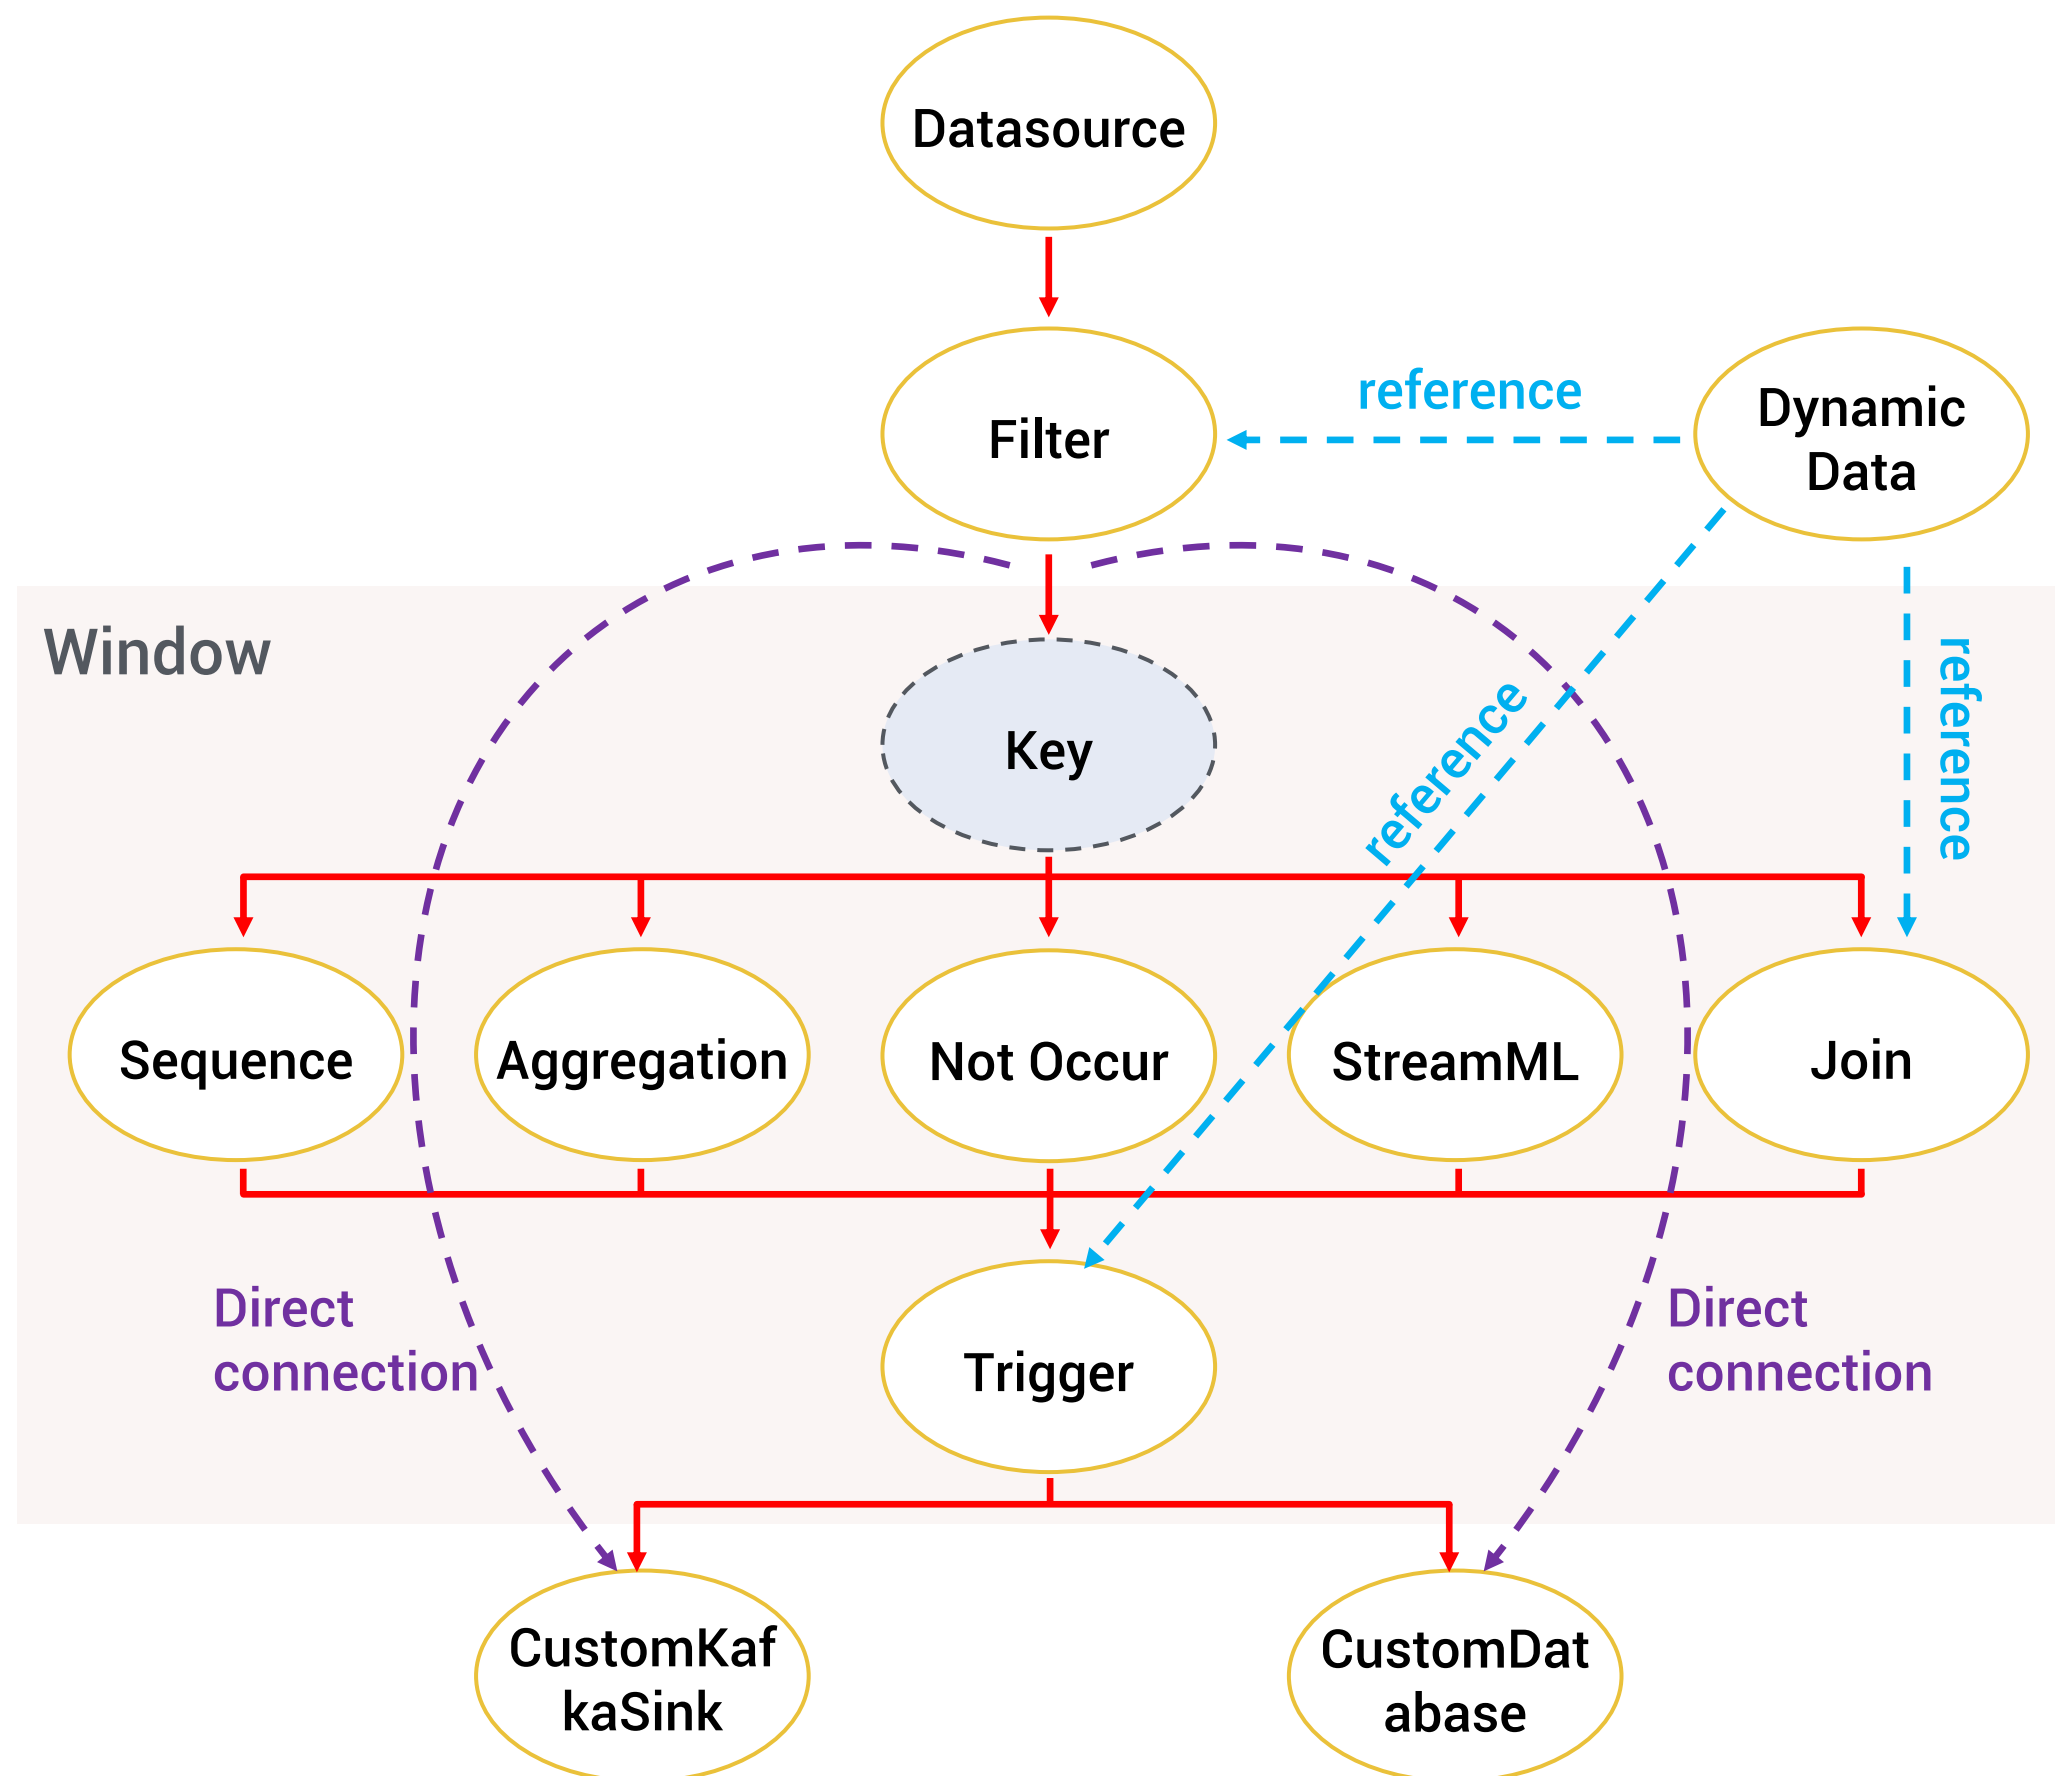 Datasource
reference
Filter
Dynamic
Data
Window
reference
reference
Key
Sequence
Aggregation
Not Occur
StreamML
Join
Direct
connection
Trigger
Direct
connection
CustomKaf
kaSink
CustomDat
abase